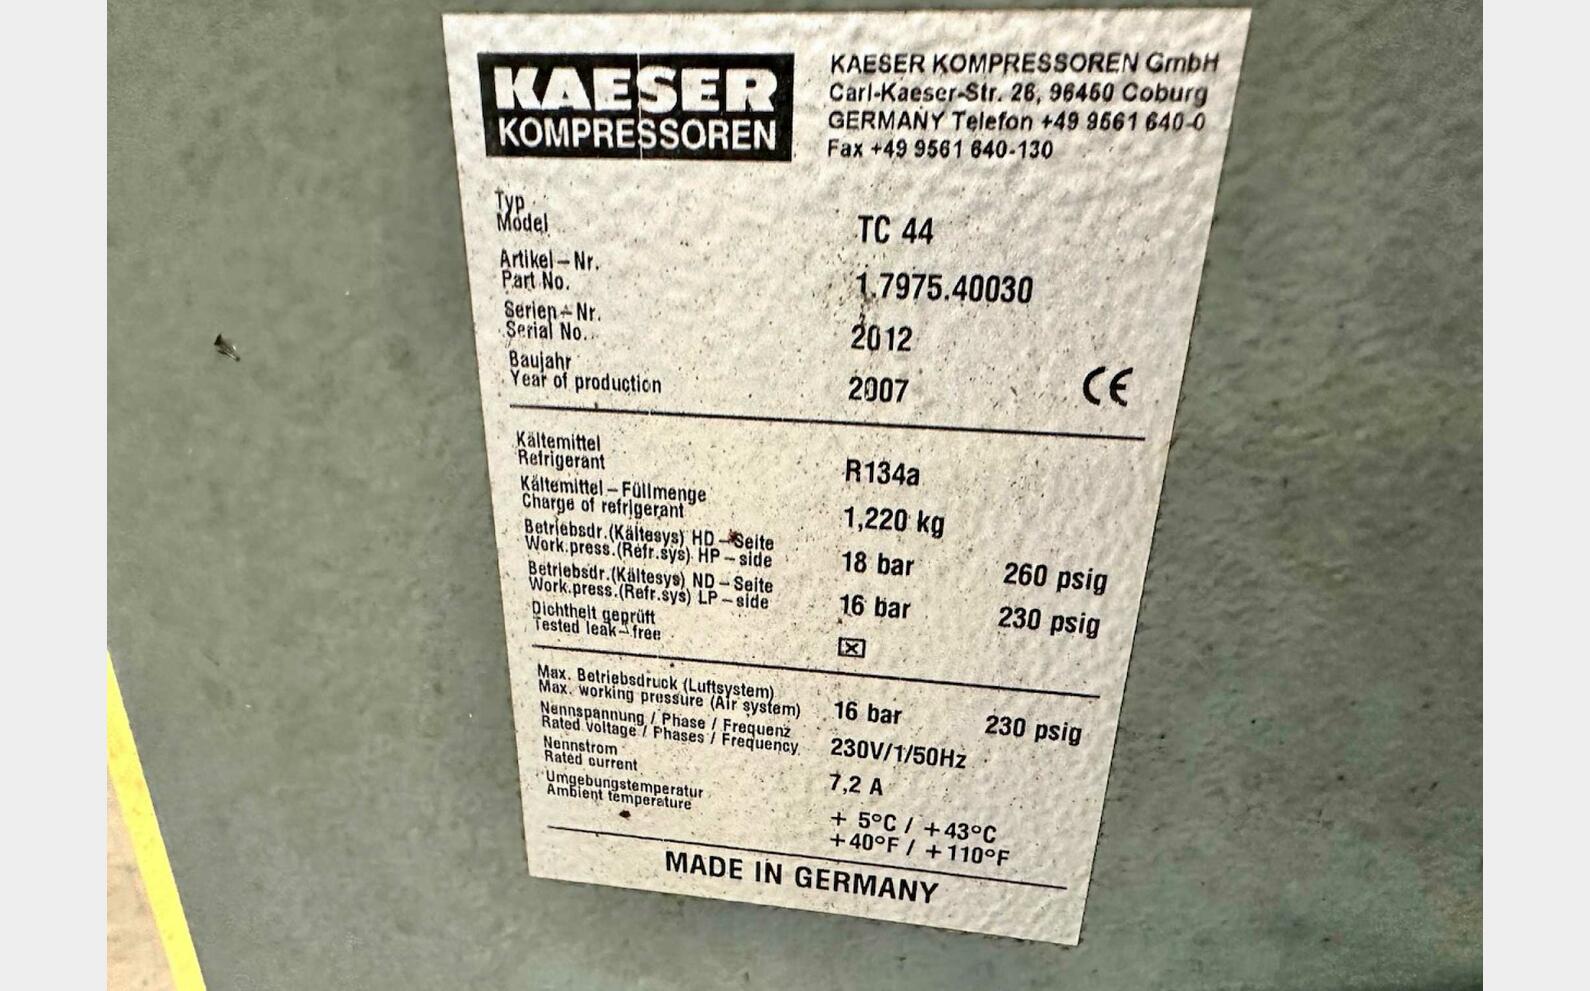 KAESER
KOMPRESSOREN
KAESER KOMPRESSOREN GmbH
Carl-Kaeser-Str. 26, 96450 Coburg
GERMANY Telefon +49 9561 640-0
Fax +49 9561 640-130
Typ
Model
TC 44
Artikel-Nr.
Part No.
1.7975.40030
Serien-Nr.
Serial No.
2012
Baujahr
Year of production
2007
CE
Kältemittel
Refrigerant
R134a
Kältemittel-Füllmenge
Charge of refrigerant
1,220 kg
Betriebsdr.(Kältesys) HD-Seite
Work.press.(Refr.sys) HP-side
18 bar 260 psig
Betriebsdr.(Kältesys) ND-Seite
Work.press.(Refr.sys) LP-side
16 bar 230 psig
Dichtheit geprüft
Tested leak-free
☒
Max. Betriebsdruck (Luftsystem)
Max. working pressure (Air system)
16 bar 230 psig
Nennspannung / Phase / Frequenz
Rated voltage / Phases / Frequency
230V/1/50Hz
Nennstrom
Rated current
7,2 A
Umgebungstemperatur
Ambient temperature
+ 5°C / +43°C
+40°F / +110°F
MADE IN GERMANY